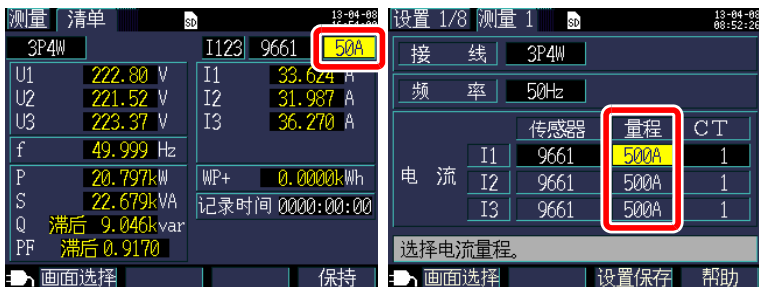 测量 清单 SD 13-04-08
3P4W I123 9661 50A
U1 222.80 V I1 33.624 A
U2 221.52 V I2 31.987 A
U3 223.37 V I3 36.270 A
f 49.999 Hz
P 20.797kW WP+ 0.0000kWh
S 22.679kVA 记录时间 0000:00:00
Q 滞后 9.046kvar
PF 滞后 0.9170
画面选择 保持
设置 1/8 测量 1 SD 13-04-08
08:52:26
接 线 3P4W
频 率 50Hz
传感器 量程 CT
I1 9661 500A 1
电 流 I2 9661 500A 1
I3 9661 500A 1
选择电流量程。
画面选择 设置保存 帮助